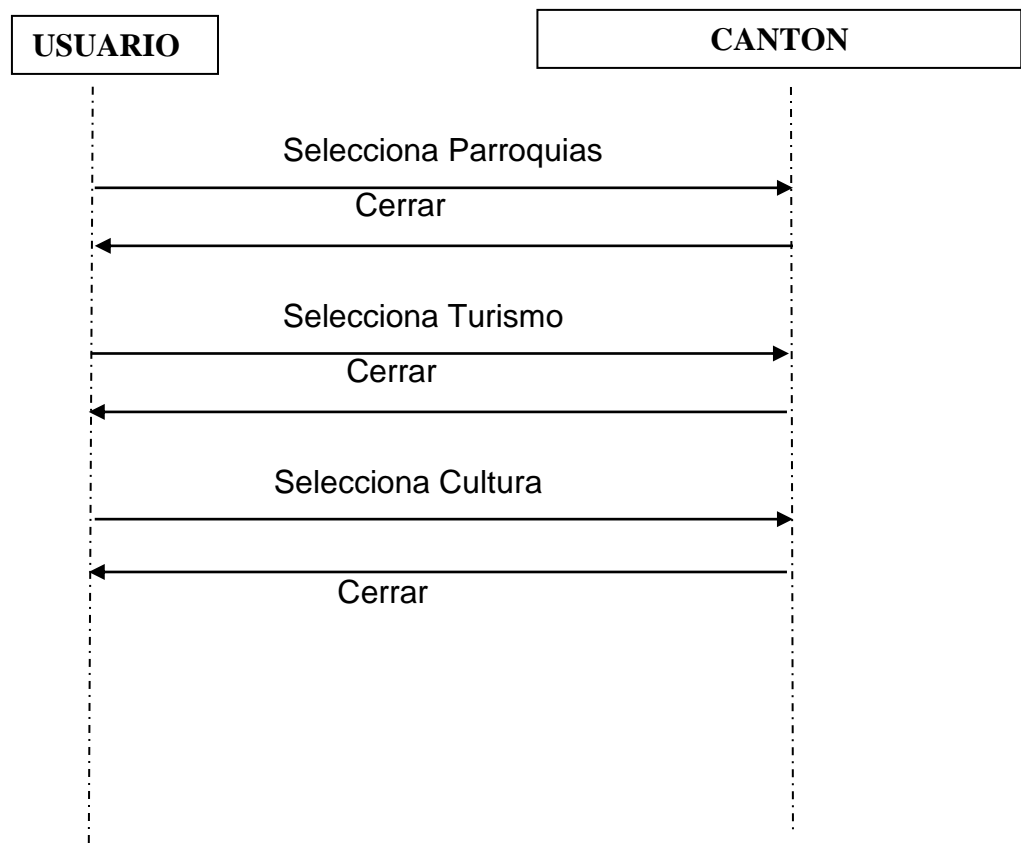 USUARIO
CANTON
Selecciona Parroquias
Cerrar
Selecciona Turismo
Cerrar
Selecciona Cultura
Cerrar